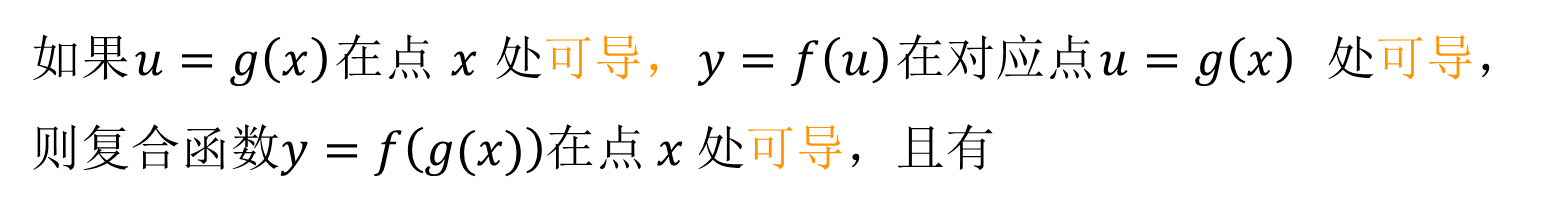 如果𝑢 = 𝑔(𝑥)在点 𝑥 处可导，𝑦 = 𝑓(𝑢)在对应点𝑢 = 𝑔(𝑥) 处可导，
则复合函数𝑦 = 𝑓(𝑔(𝑥))在点 𝑥 处可导，且有